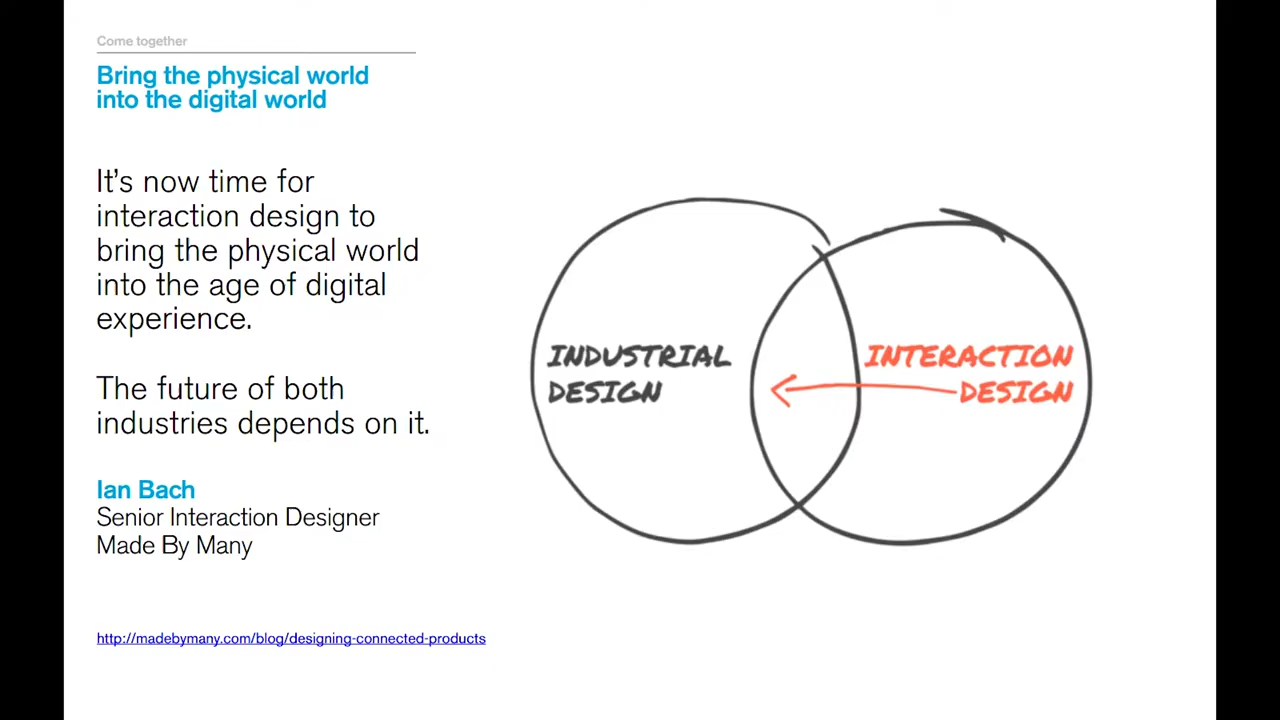 Come together
Bring the physical world
into the digital world
It's now time for
interaction design to
bring the physical world
into the age of digital
experience.
The future of both
industries depends on it.
Ian Bach
Senior Interaction Designer
Made By Many
http://madebymany.com/blog/designing-connected-products
INDUSTRIAL
DESIGN
INTERACTION
DESIGN